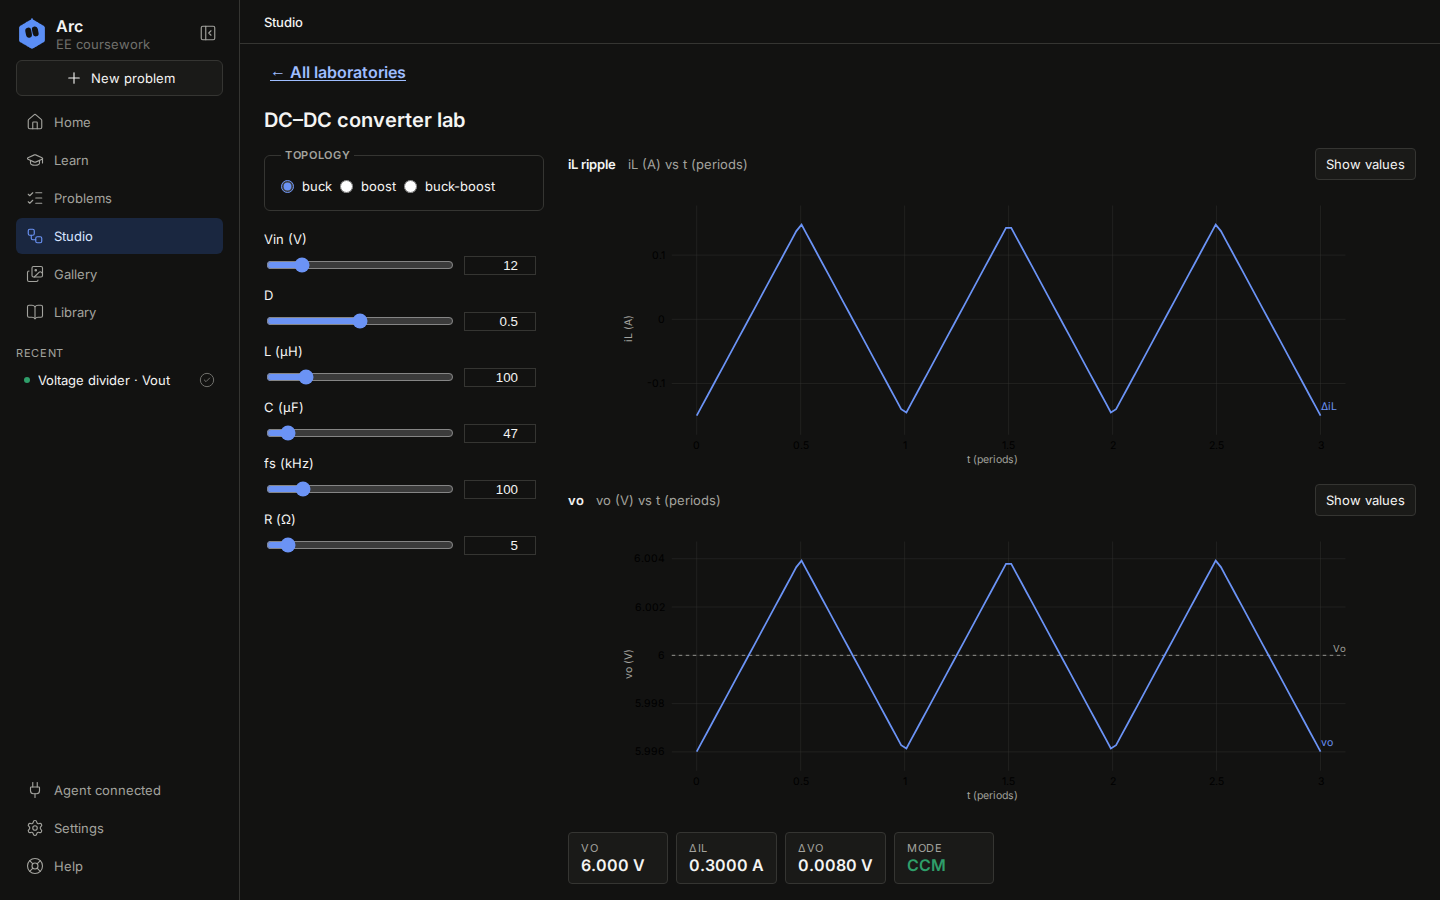 Arc
EE coursework
New problem
Home
Learn
Problems
Studio
Gallery
Library
RECENT
Voltage divider · Vout
Agent connected
Settings
Help
Studio
← All laboratories
DC–DC converter lab
TOPOLOGY
buck boost buck-boost
Vin (V)
12
D
0.5
L (µH)
100
C (µF)
47
fs (kHz)
100
R (Ω)
5
iL ripple iL (A) vs t (periods)
Show values
0.1
0
−0.1
iL (A)
ΔiL
0 0.5 1 1.5 2 2.5 3
t (periods)
vo vo (V) vs t (periods)
Show values
6.004
6.002
6
5.998
5.996
vo (V)
Vo
vo
0 0.5 1 1.5 2 2.5 3
t (periods)
VO
6.000 V
ΔIL
0.3000 A
ΔVO
0.0080 V
MODE
CCM